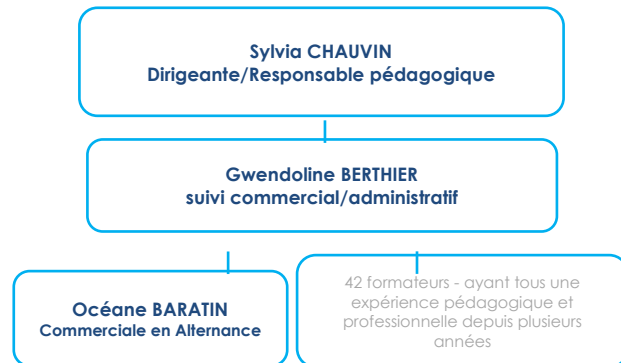 Sylvia CHAUVIN
Dirigeante/Responsable pédagogique
Gwendoline BERTHIER
suivi commercial/administratif
Océane BARATIN
Commerciale en Alternance
42 formateurs - ayant tous une
expérience pédagogique et
professionnelle depuis plusieurs
années